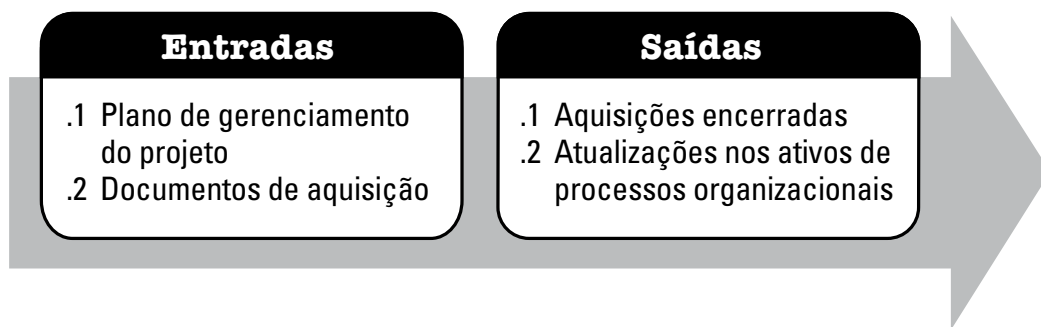 Entradas
.1 Plano de gerenciamento
do projeto
.2 Documentos de aquisição
Saídas
.1 Aquisições encerradas
.2 Atualizações nos ativos de
processos organizacionais